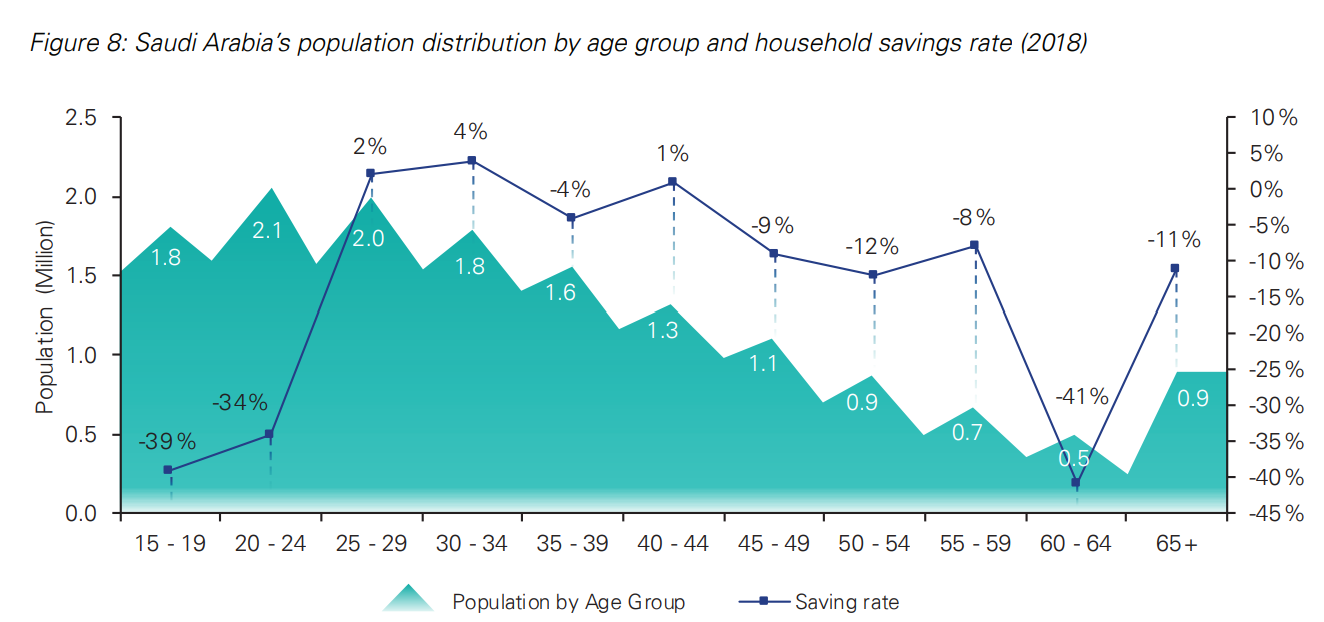 Figure 8: Saudi Arabia's population distribution by age group and household savings rate (2018)
2.5
2.0
1.5
1.0
0.5
0.0
Population (Million)
10%
5%
0%
-5%
-10%
-15%
-20%
-25%
-30%
-35%
-40%
-45%
-39%
-34%
2%
4%
-4%
1%
-9%
-12%
-8%
-41%
-11%
1.8
2.1
2.0
1.8
1.6
1.3
1.1
0.9
0.7
0.5
0.9
15 - 19
20 - 24
25 - 29
30 - 34
35 - 39
40 - 44
45 - 49
50 - 54
55 - 59
60 - 64
65+
Population by Age Group
Saving rate